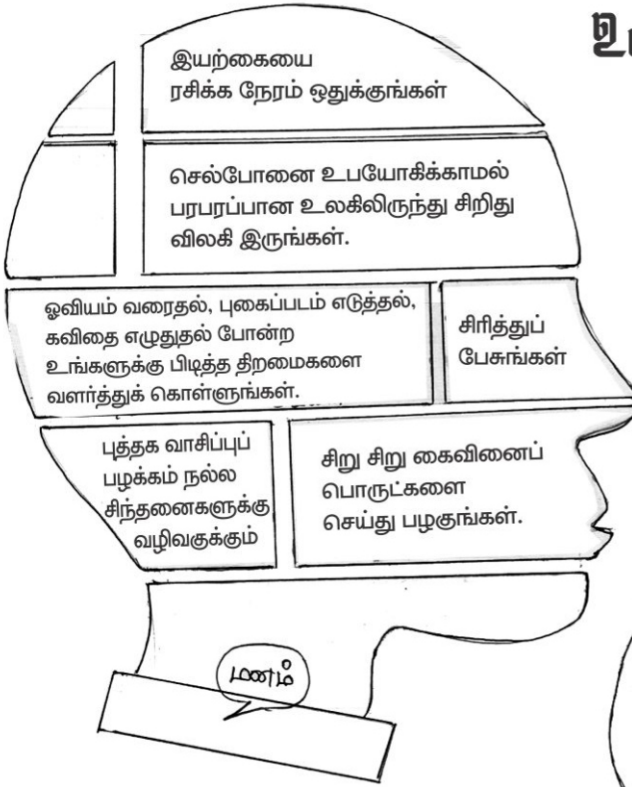 இயற்கையை
ரசிக்க நேரம் ஒதுக்குங்கள்
செல்போனை உபயோகிக்காமல்
பரபரப்பான உலகிலிருந்து சிறிது
விலகி இருங்கள்.
ஓவியம் வரைதல், புகைப்படம் எடுத்தல்,
கவிதை எழுதுதல் போன்ற
உங்களுக்கு பிடித்த திறமைகளை
வளர்த்துக் கொள்ளுங்கள்.
சிரித்துப்
பேசுங்கள்
புத்தக வாசிப்புப்
பழக்கம் நல்ல
சிந்தனைகளுக்கு
வழிவகுக்கும்
சிறு சிறு கைவினைப்
பொருட்களை
செய்து பழகுங்கள்.
மனம்